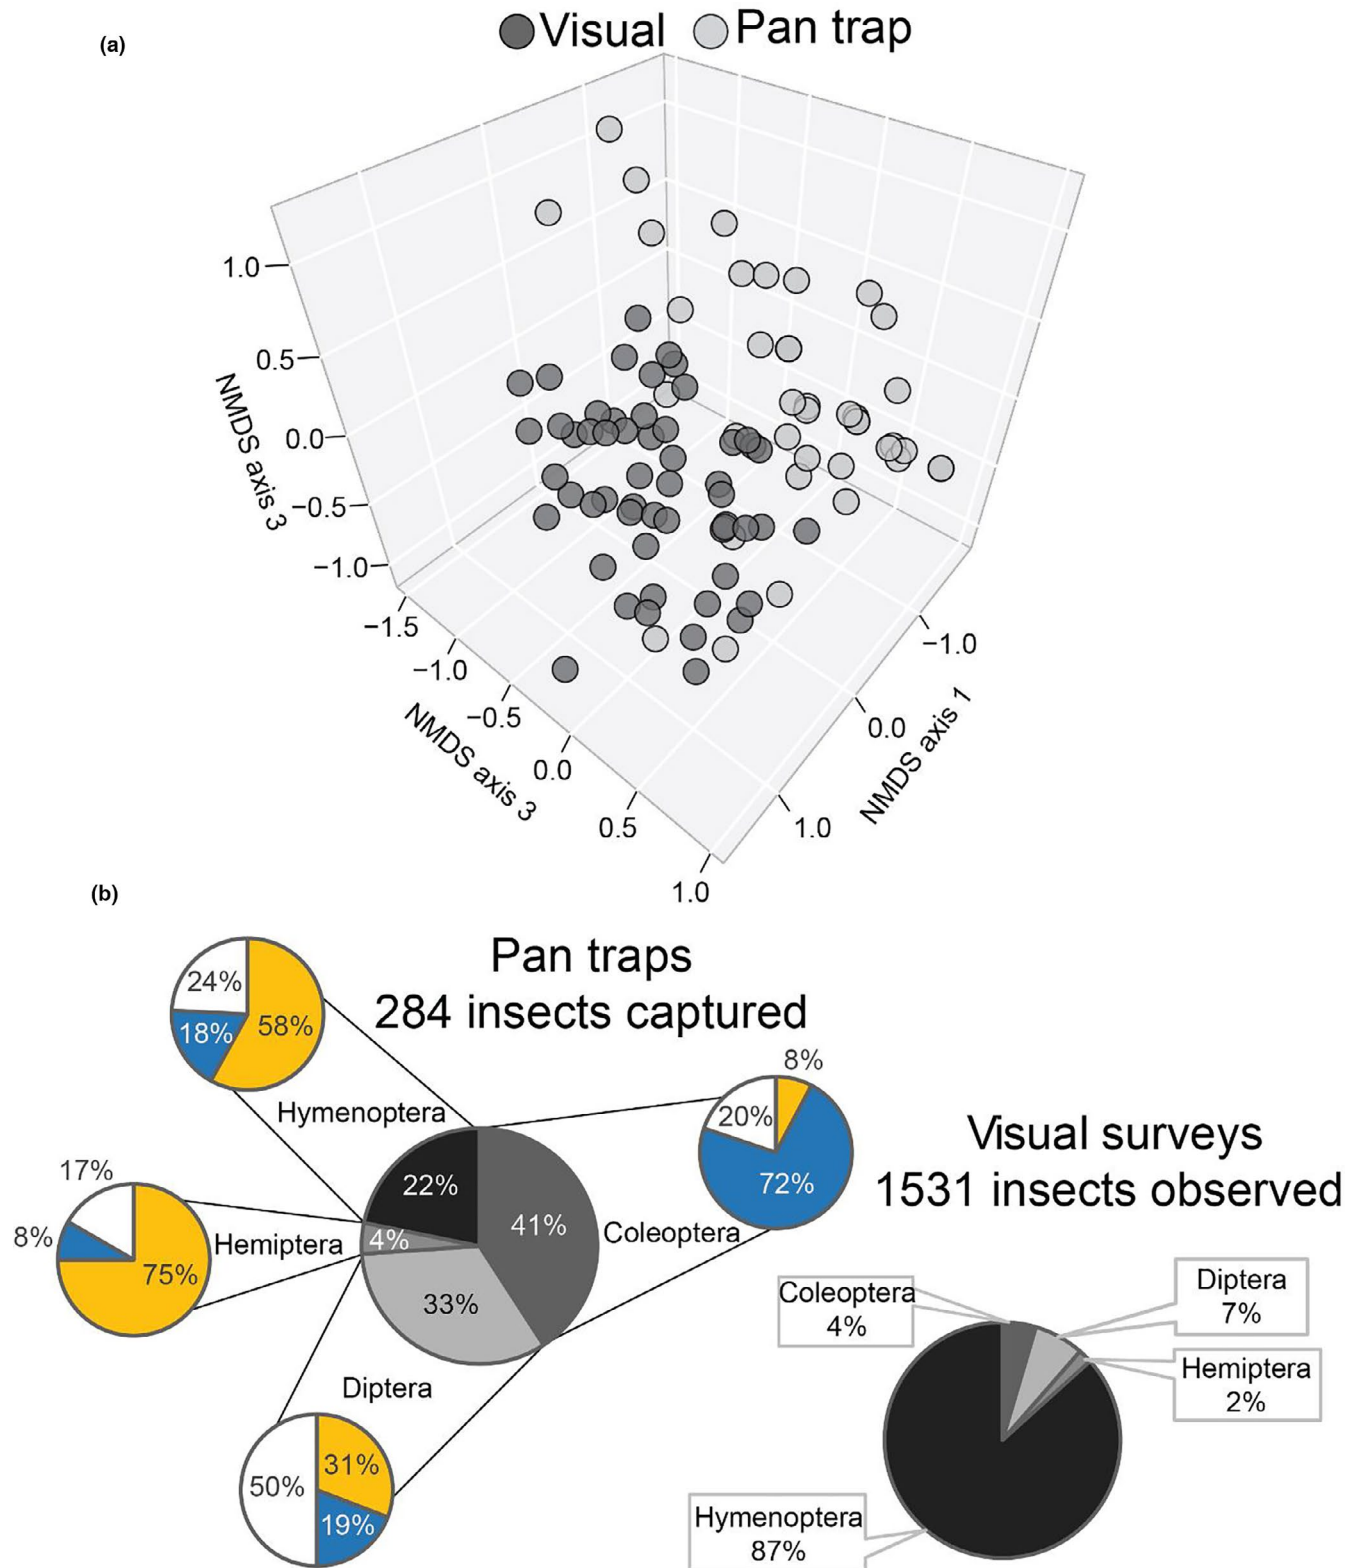 (a)
Visual Pan trap
1.0
0.5
0.0
−0.5
−1.0
NMDS axis 3
−1.5
−1.0
−0.5
0.0
0.5
1.0
NMDS axis 3
−1.0
0.0
1.0
NMDS axis 1
(b)
Pan traps
284 insects captured
24%
18%
58%
Hymenoptera
8%
20%
72%
Coleoptera
17%
8%
75%
Hemiptera
22%
41%
4%
33%
Diptera
50%
31%
19%
Visual surveys
1531 insects observed
Coleoptera
4%
Diptera
7%
Hemiptera
2%
Hymenoptera
87%